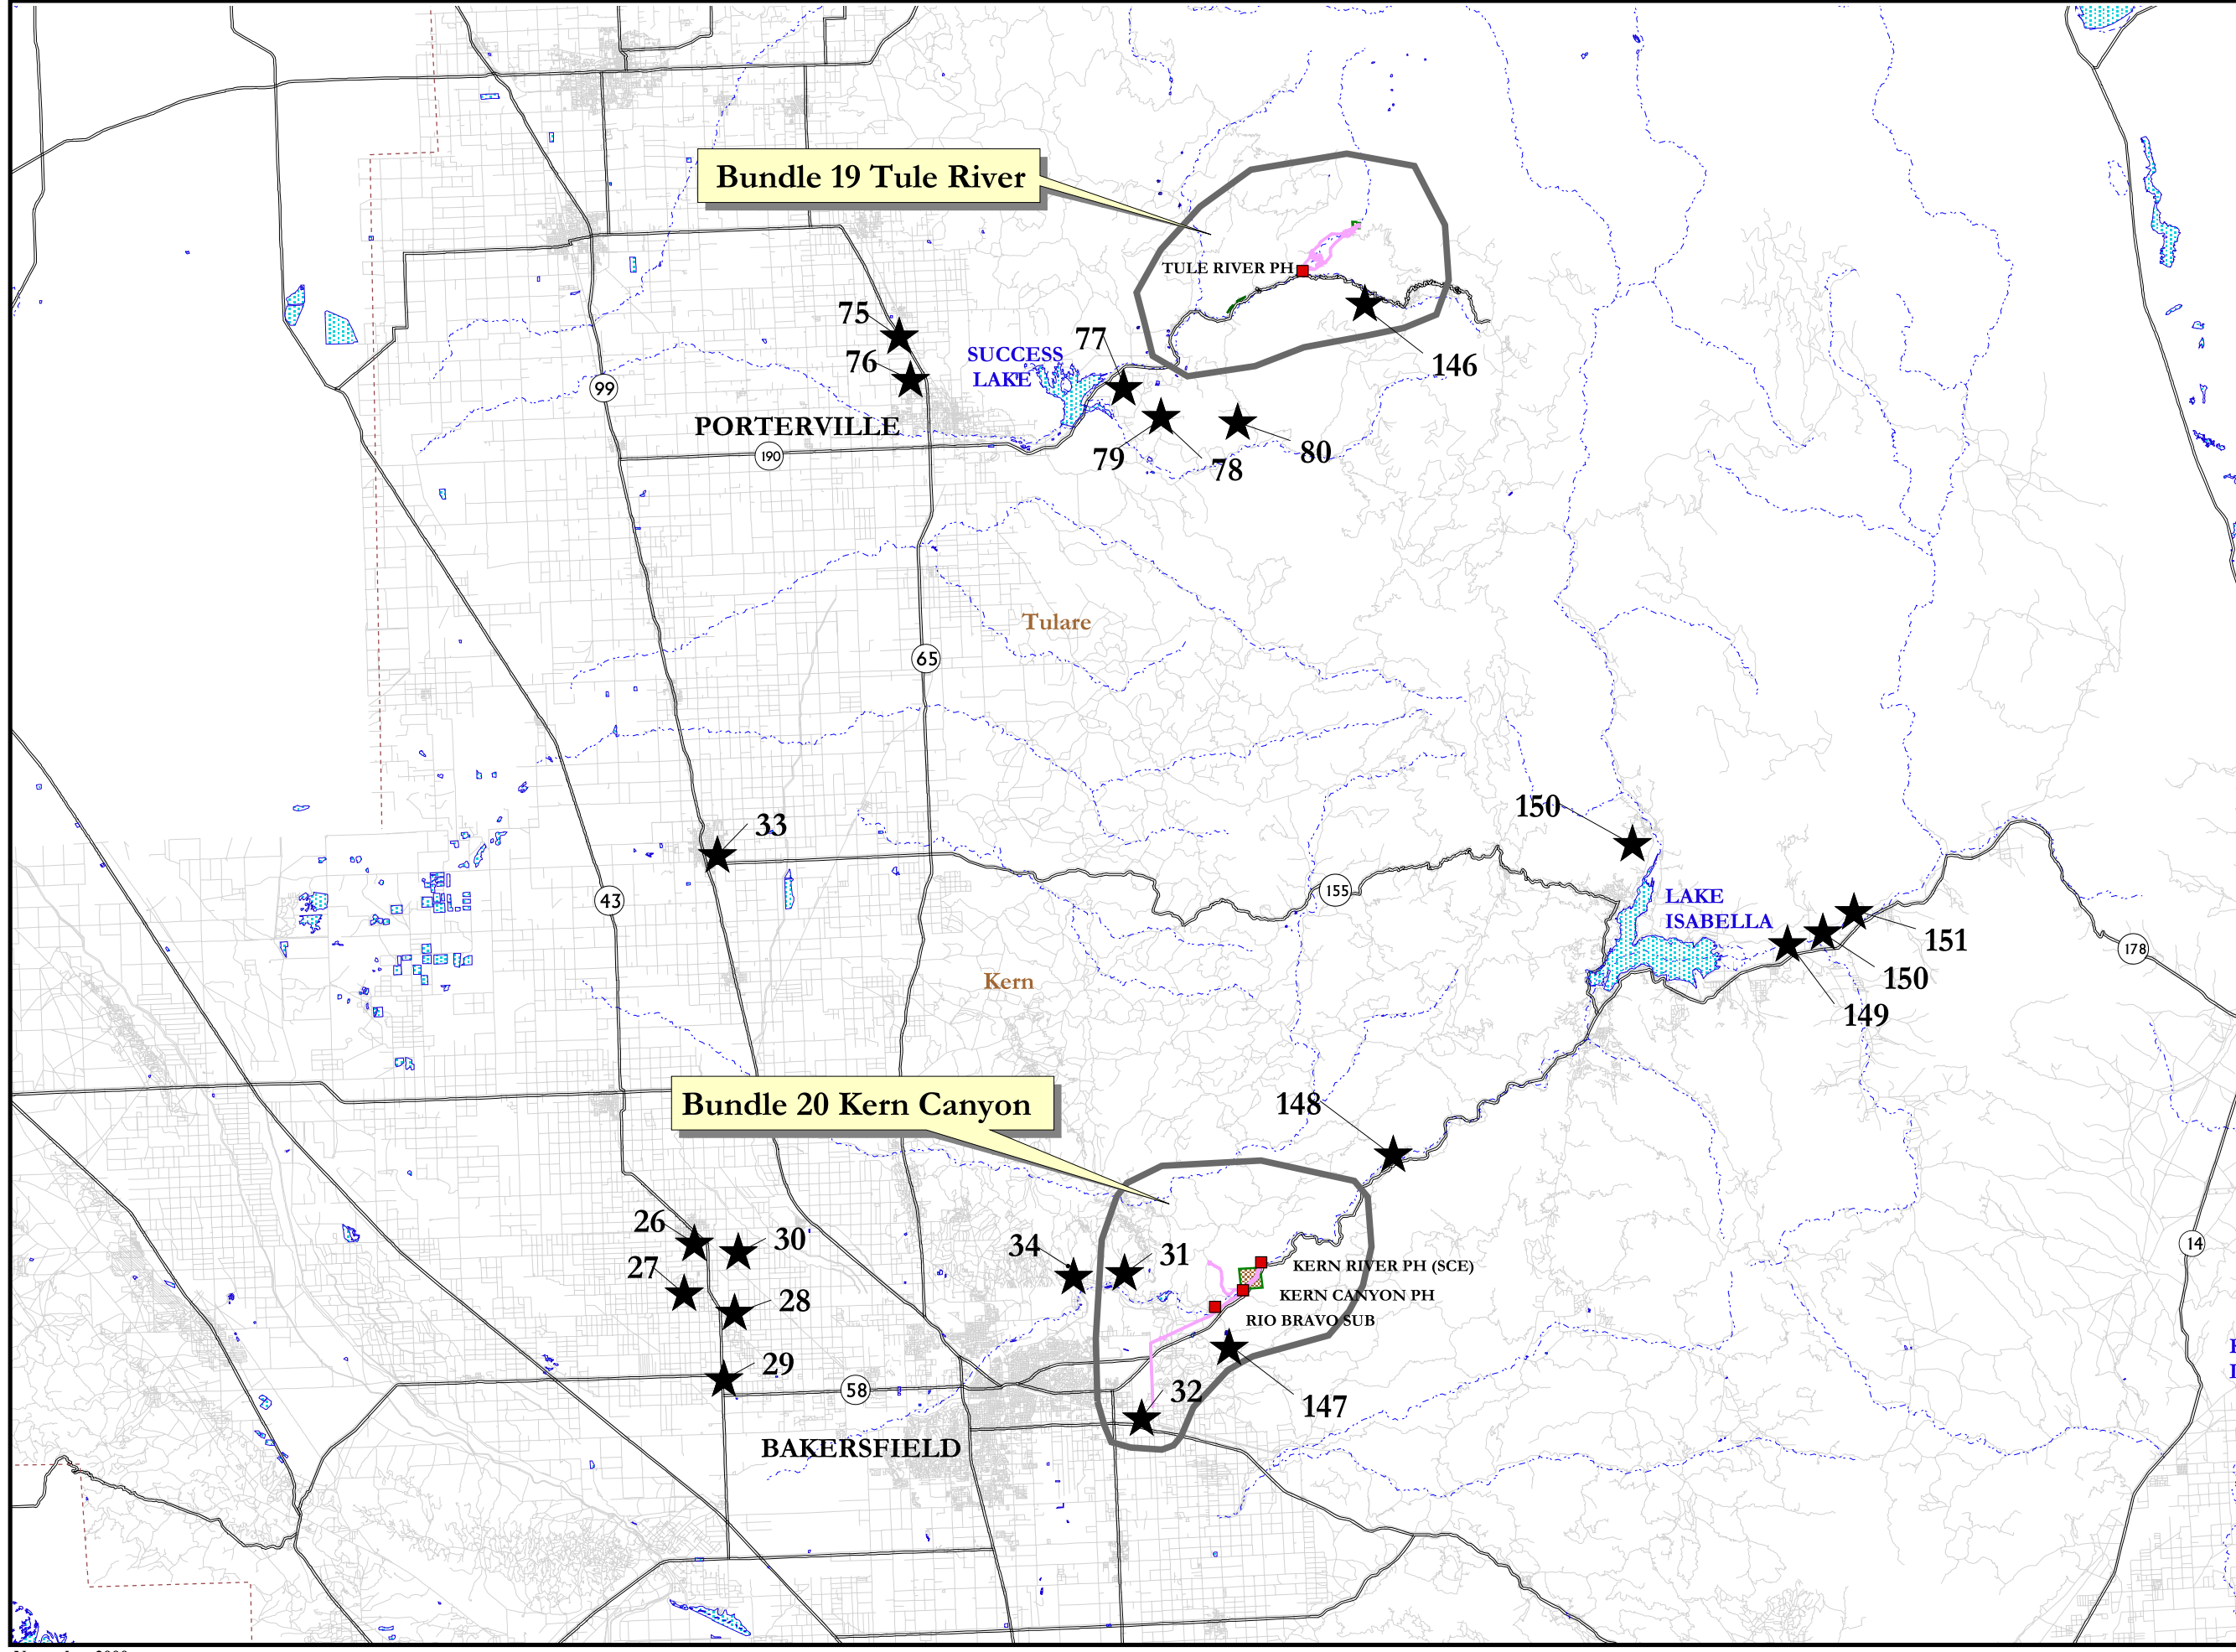 Bundle 19 Tule River
TULE RIVER PH
75
77
SUCCESS
LAKE
76
146
99
PORTERVILLE
190
79
78
80
Tulare
65
150
33
155
43
LAKE
ISABELLA
151
178
150
149
Kern
Bundle 20 Kern Canyon
148
26
30
34
31
14
27
KERN RIVER PH (SCE)
KERN CANYON PH
28
RIO BRAVO SUB
29
58
32
147
BAKERSFIELD